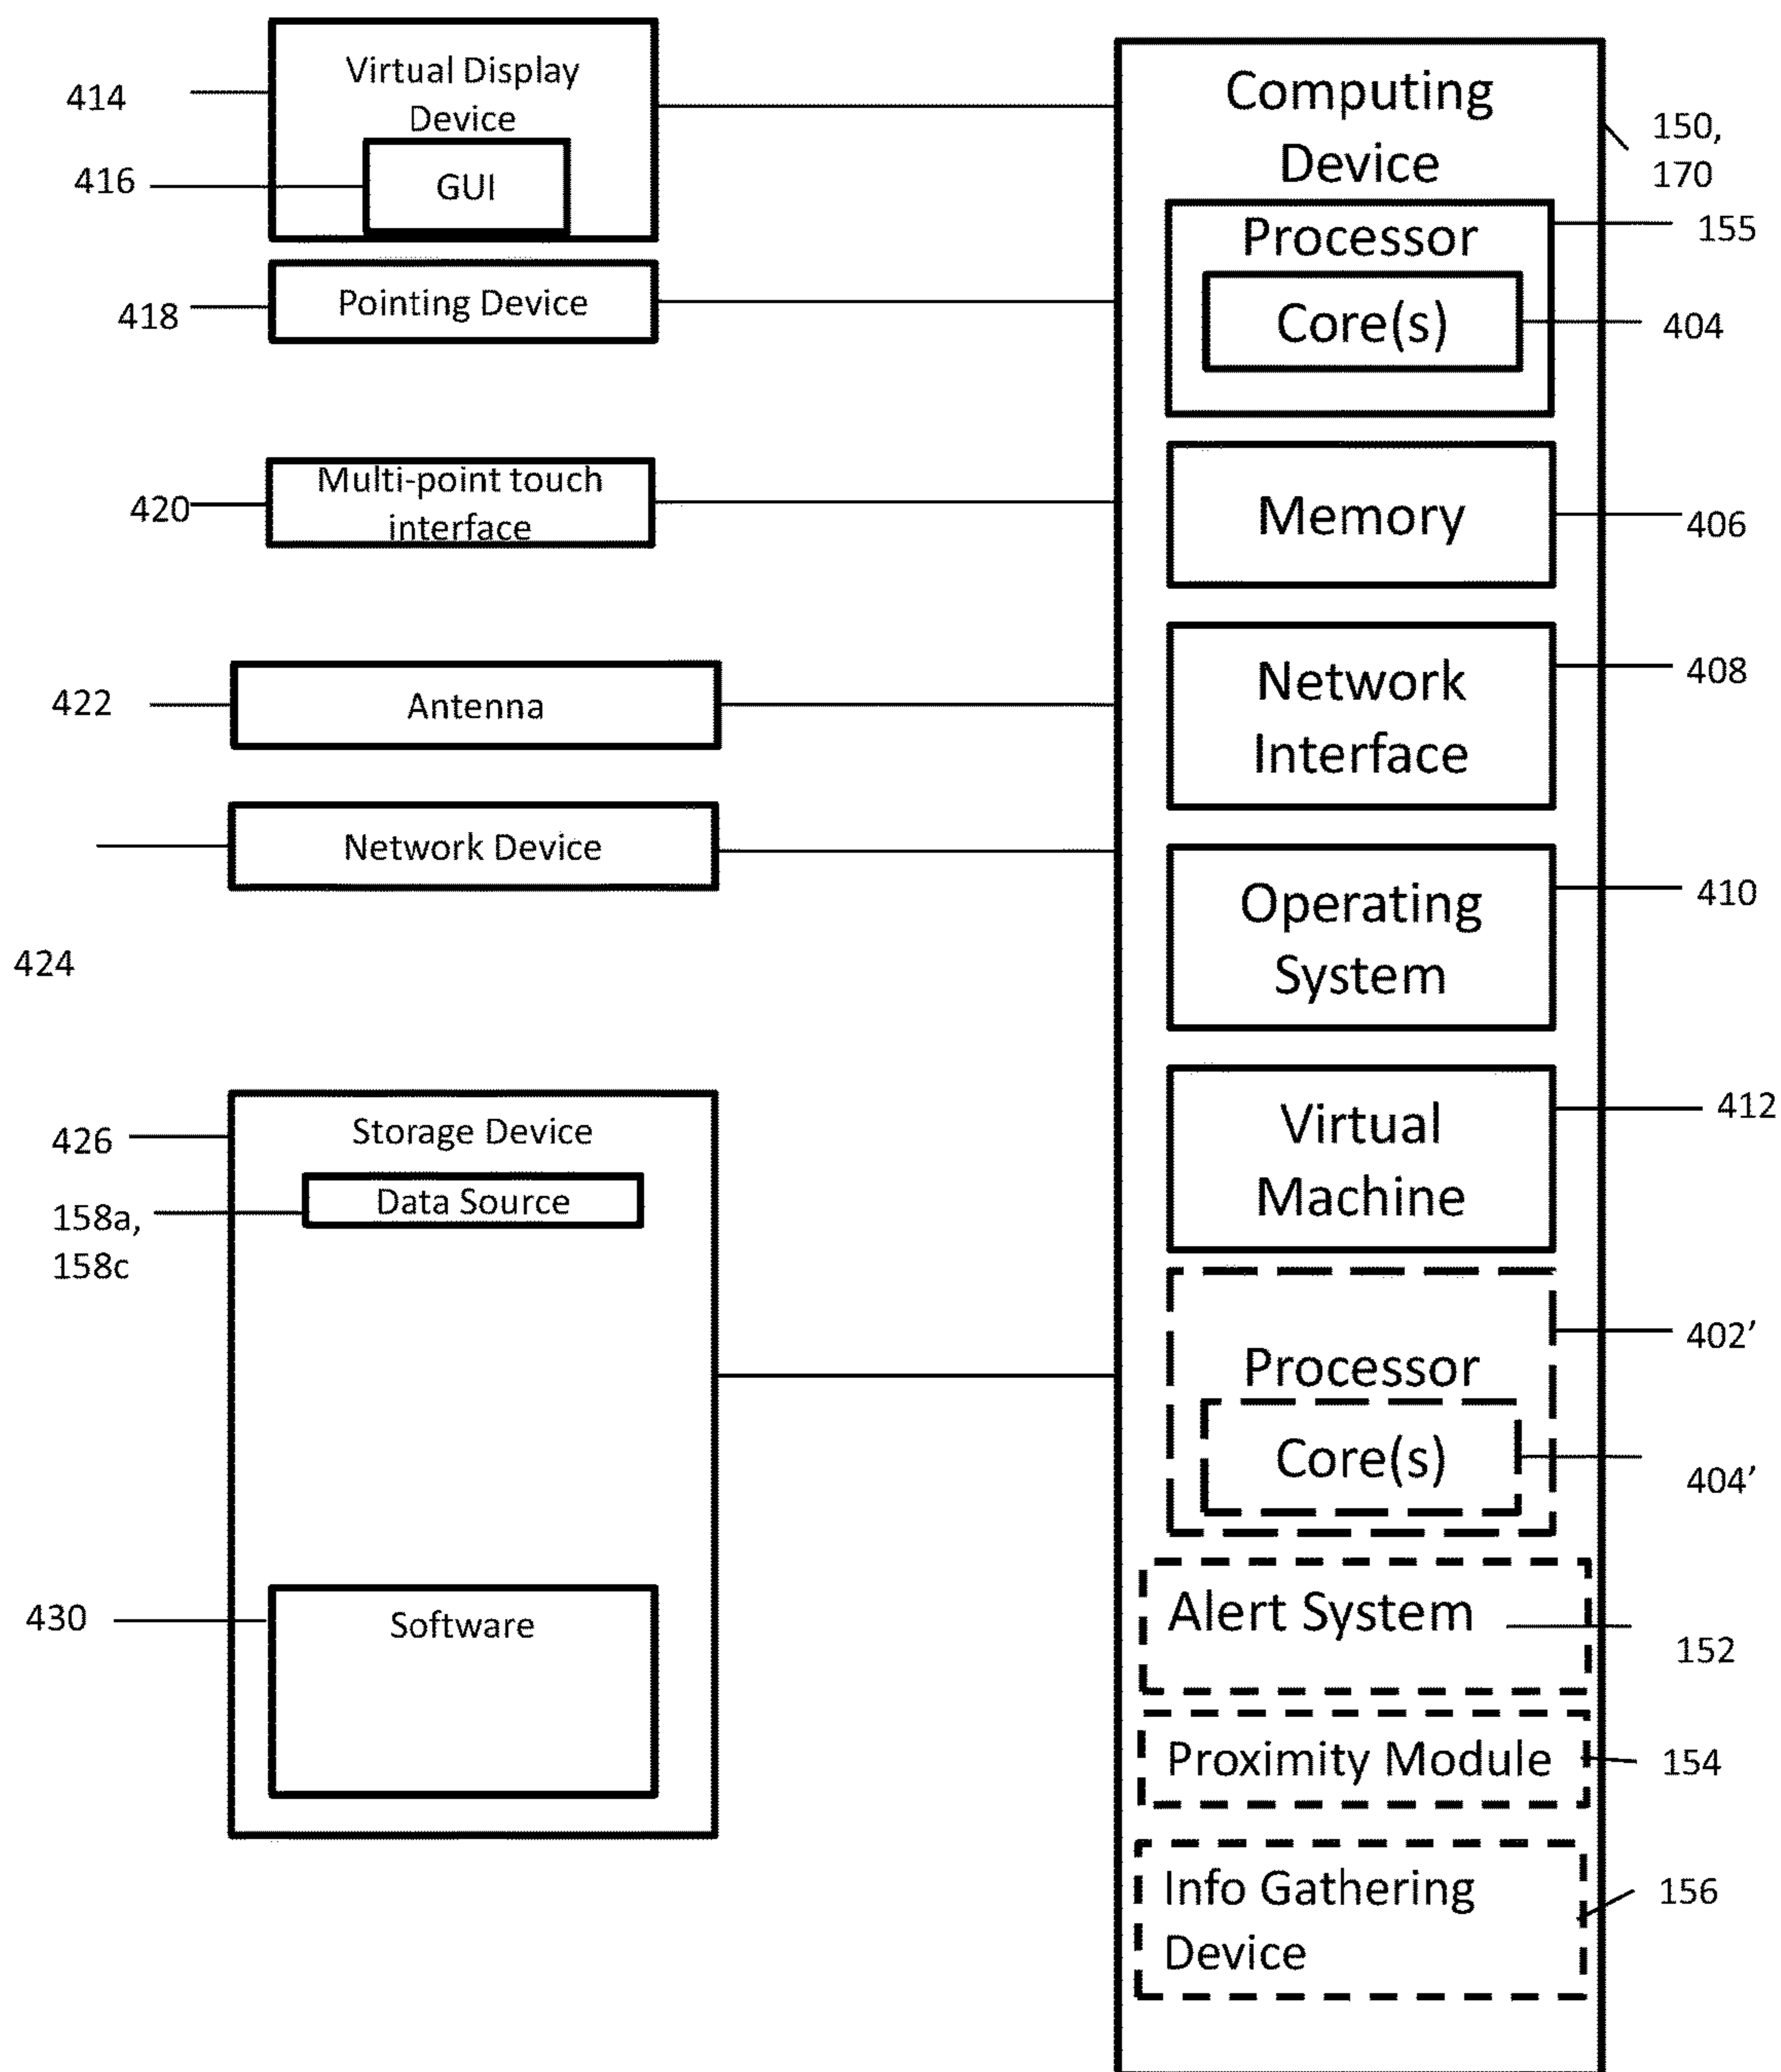 414
Virtual Display
Device
416
GUI
418
Pointing Device
420
Multi-point touch
interface
422
Antenna
Network Device
424
426
Storage Device
158a,
158c
Data Source
430
Software
Computing
Device
150,
170
Processor
155
Core(s)
404
Memory
406
Network
Interface
408
Operating
System
410
Virtual
Machine
412
402’
Processor
Core(s)
404’
Alert System
152
Proximity Module
154
Info Gathering
Device
156